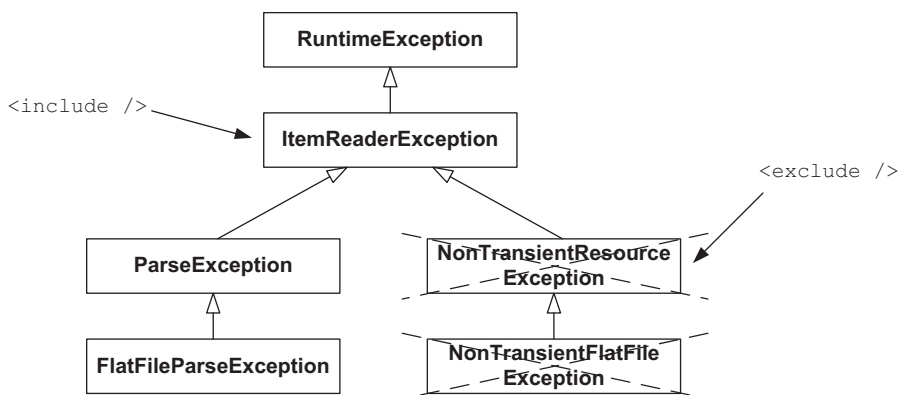 RuntimeException
<include />
ItemReaderException
<exclude />
ParseException
NonTransientResource
Exception
FlatFileParseException
NonTransientFlatFile
Exception